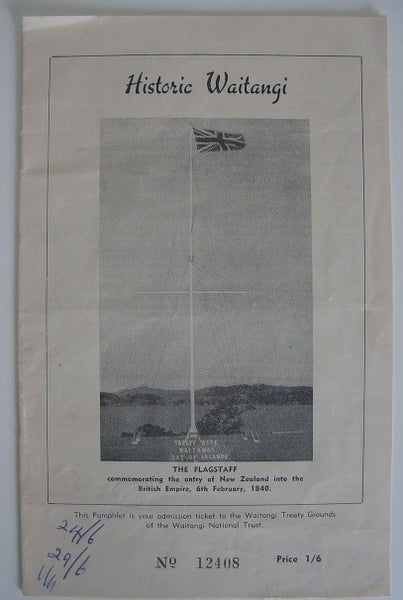 Historic Waitangi
TREATY SITE
WAITANGI
BAY OF ISLANDS
THE FLAGSTAFF
commemorating the entry of New Zealand into the
British Empire, 6th February, 1840.
This Pamphlet is your admission ticket to the Waitangi Treaty Grounds
of the Waitangi National Trust.
24/6
29/6
Nº 12408
Price 1/6